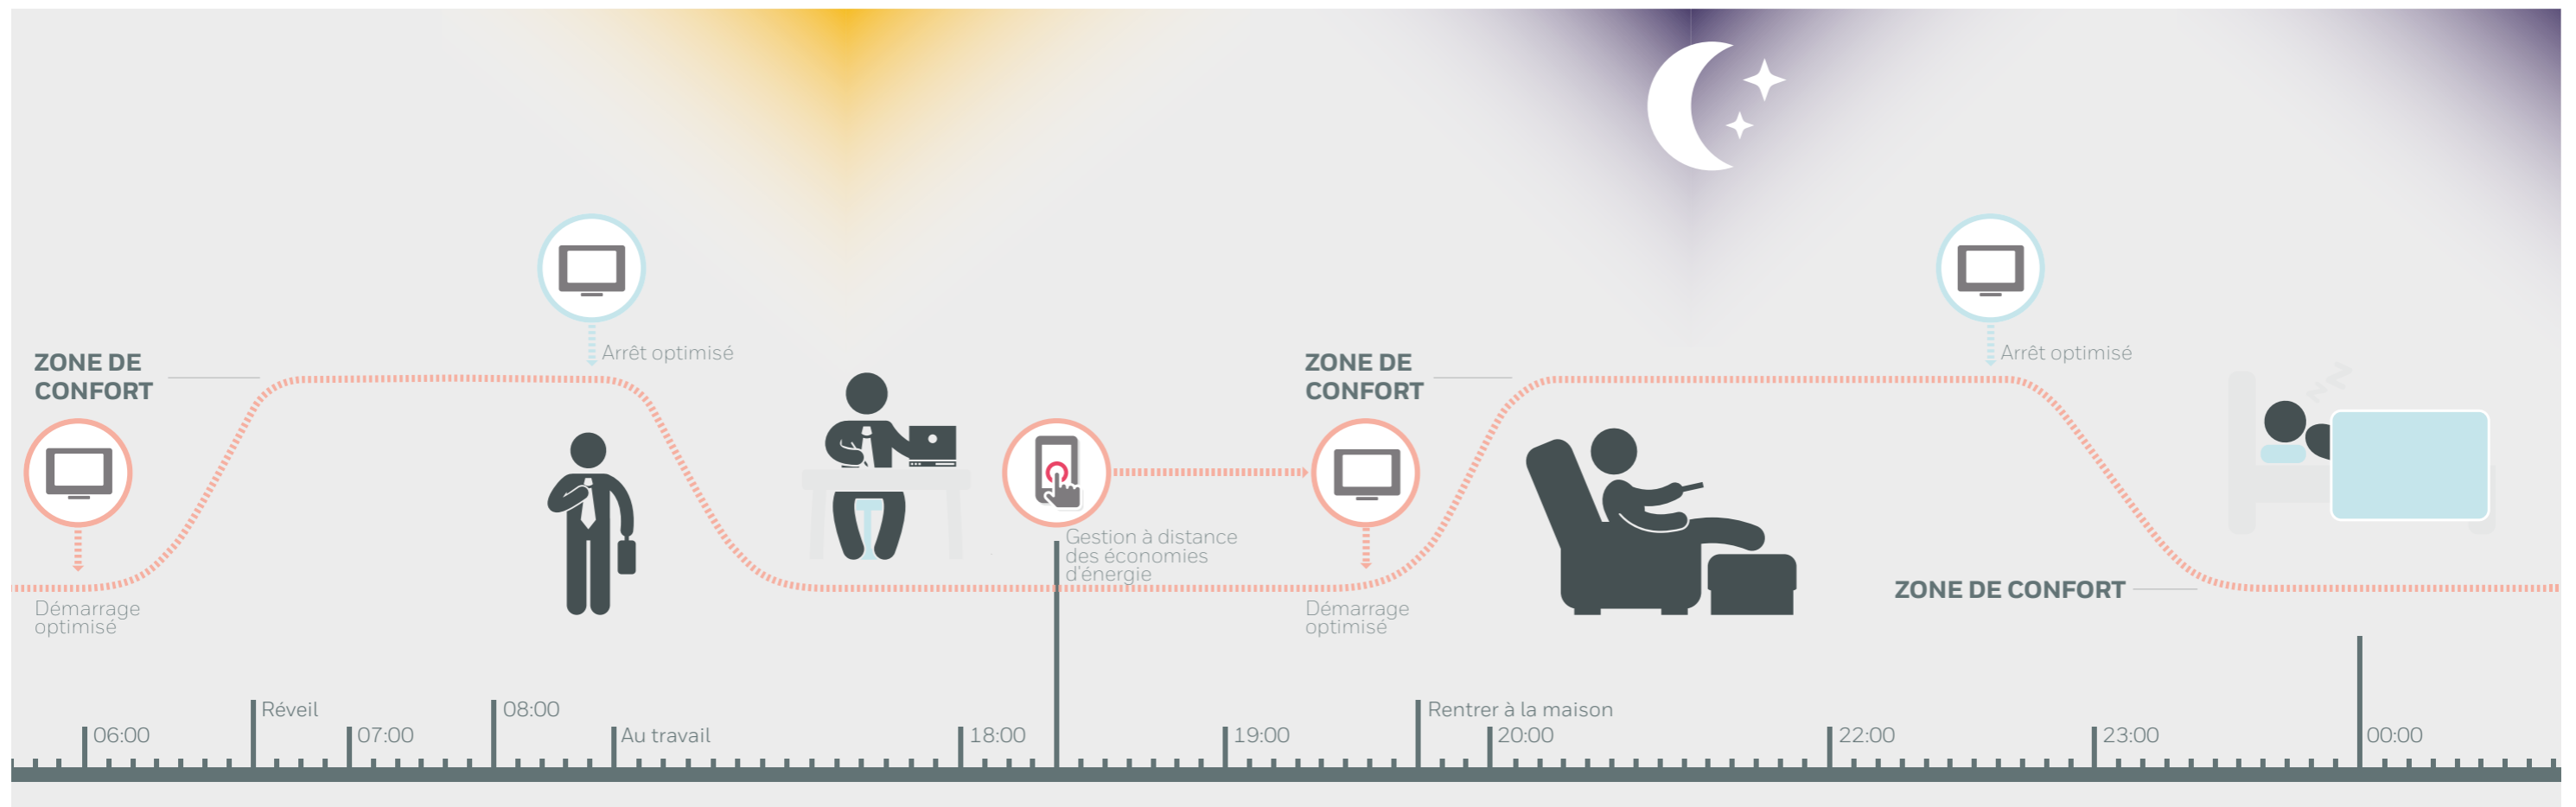 Arrêt optimisé
Arrêt optimisé
ZONE DE
CONFORT
ZONE DE
CONFORT
Gestion à distance
des économies
d'énergie
Démarrage
optimisé
Démarrage
optimisé
ZONE DE CONFORT
zZ
06:00
Réveil
07:00
08:00
Au travail
18:00
19:00
Rentrer à la maison
20:00
22:00
23:00
00:00